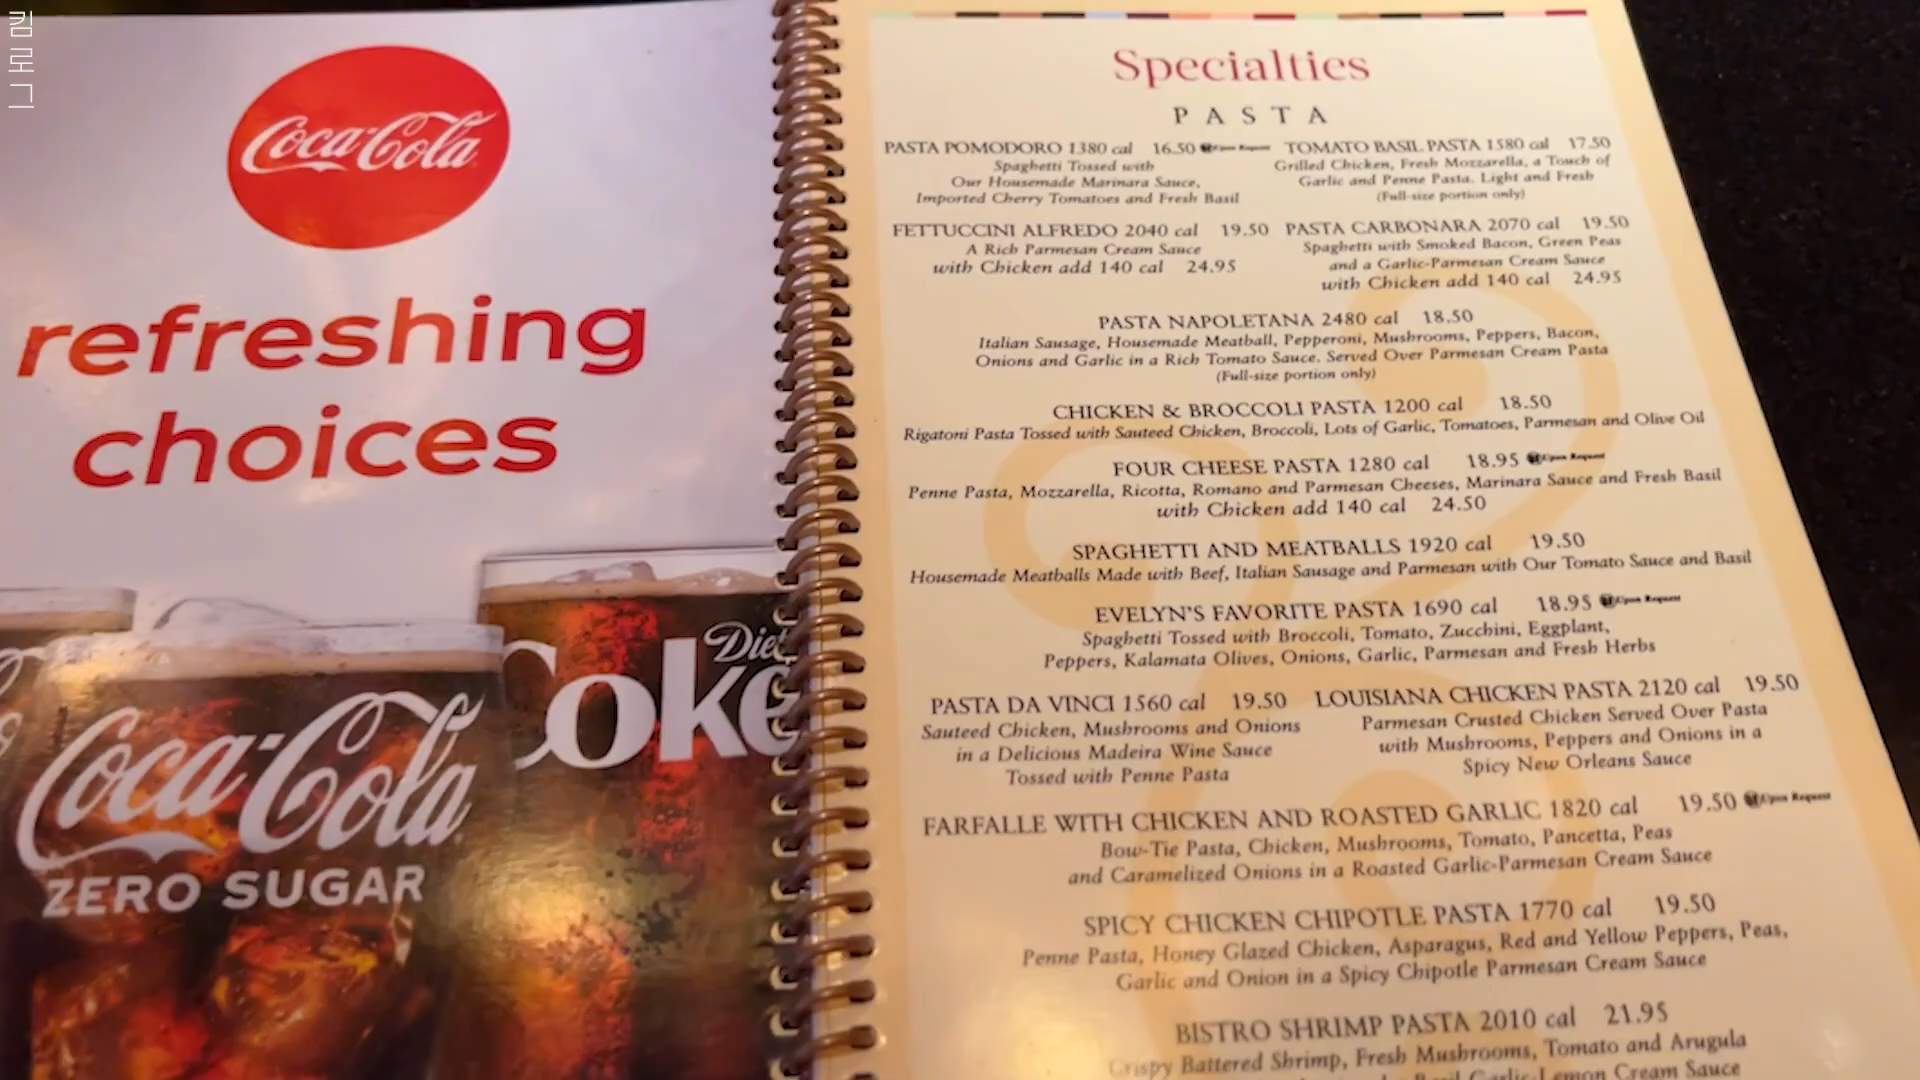 킴로그
Coca-Cola
refreshing
choices
Diet
Coke
Coca-Cola
ZERO SUGAR
Specialties
PASTA
PASTA POMODORO 1380 cal 16.50 Upon Request
Spaghetti Tossed with
Our Housemade Marinara Sauce,
Imported Cherry Tomatoes and Fresh Basil
TOMATO BASIL PASTA 1580 cal 17.50
Grilled Chicken, Fresh Mozzarella, a Touch of
Garlic and Penne Pasta. Light and Fresh
(Full-size portion only)
FETTUCCINI ALFREDO 2040 cal 19.50
A Rich Parmesan Cream Sauce
with Chicken add 140 cal 24.95
PASTA CARBONARA 2070 cal 19.50
Spaghetti with Smoked Bacon, Green Peas
and a Garlic-Parmesan Cream Sauce
with Chicken add 140 cal 24.95
PASTA NAPOLETANA 2480 cal 18.50
Italian Sausage, Housemade Meatball, Pepperoni, Mushrooms, Peppers, Bacon,
Onions and Garlic in a Rich Tomato Sauce. Served Over Parmesan Cream Pasta
(Full-size portion only)
CHICKEN & BROCCOLI PASTA 1200 cal 18.50
Rigatoni Pasta Tossed with Sauteed Chicken, Broccoli, Lots of Garlic, Tomatoes, Parmesan and Olive Oil
FOUR CHEESE PASTA 1280 cal 18.95 Upon Request
Penne Pasta, Mozzarella, Ricotta, Romano and Parmesan Cheeses, Marinara Sauce and Fresh Basil
with Chicken add 140 cal 24.50
SPAGHETTI AND MEATBALLS 1920 cal 19.50
Housemade Meatballs Made with Beef, Italian Sausage and Parmesan with Our Tomato Sauce and Basil
EVELYN'S FAVORITE PASTA 1690 cal 18.95 Upon Request
Spaghetti Tossed with Broccoli, Tomato, Zucchini, Eggplant,
Peppers, Kalamata Olives, Onions, Garlic, Parmesan and Fresh Herbs
PASTA DA VINCI 1560 cal 19.50
Sauteed Chicken, Mushrooms and Onions
in a Delicious Madeira Wine Sauce
Tossed with Penne Pasta
LOUISIANA CHICKEN PASTA 2120 cal 19.50
Parmesan Crusted Chicken Served Over Pasta
with Mushrooms, Peppers and Onions in a
Spicy New Orleans Sauce
FARFALLE WITH CHICKEN AND ROASTED GARLIC 1820 cal 19.50 Upon Request
Bow-Tie Pasta, Chicken, Mushrooms, Tomato, Pancetta, Peas
and Caramelized Onions in a Roasted Garlic-Parmesan Cream Sauce
SPICY CHICKEN CHIPOTLE PASTA 1770 cal 19.50
Penne Pasta, Honey Glazed Chicken, Asparagus, Red and Yellow Peppers, Peas,
Garlic and Onion in a Spicy Chipotle Parmesan Cream Sauce
BISTRO SHRIMP PASTA 2010 cal 21.95
Crispy Battered Shrimp, Fresh Mushrooms, Tomato and Arugula
Basil-Garlic-Lemon Cream Sauce